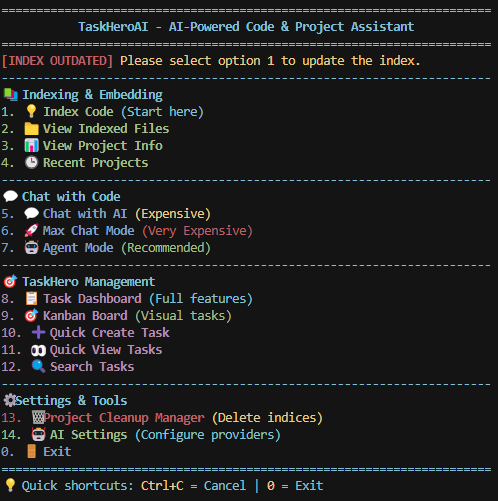 TaskHeroAI - AI-Powered Code & Project Assistant
[INDEX OUTDATED] Please select option 1 to update the index.
Indexing & Embedding
1. Index Code (Start here)
2. View Indexed Files
3. View Project Info
4. Recent Projects
Chat with Code
5. Chat with AI (Expensive)
6. Max Chat Mode (Very Expensive)
7. Agent Mode (Recommended)
TaskHero Management
8. Task Dashboard (Full features)
9. Kanban Board (Visual tasks)
10. Quick Create Task
11. Quick View Tasks
12. Search Tasks
Settings & Tools
13. Project Cleanup Manager (Delete indices)
14. AI Settings (Configure providers)
0. Exit
Quick shortcuts: Ctrl+C = Cancel | 0 = Exit